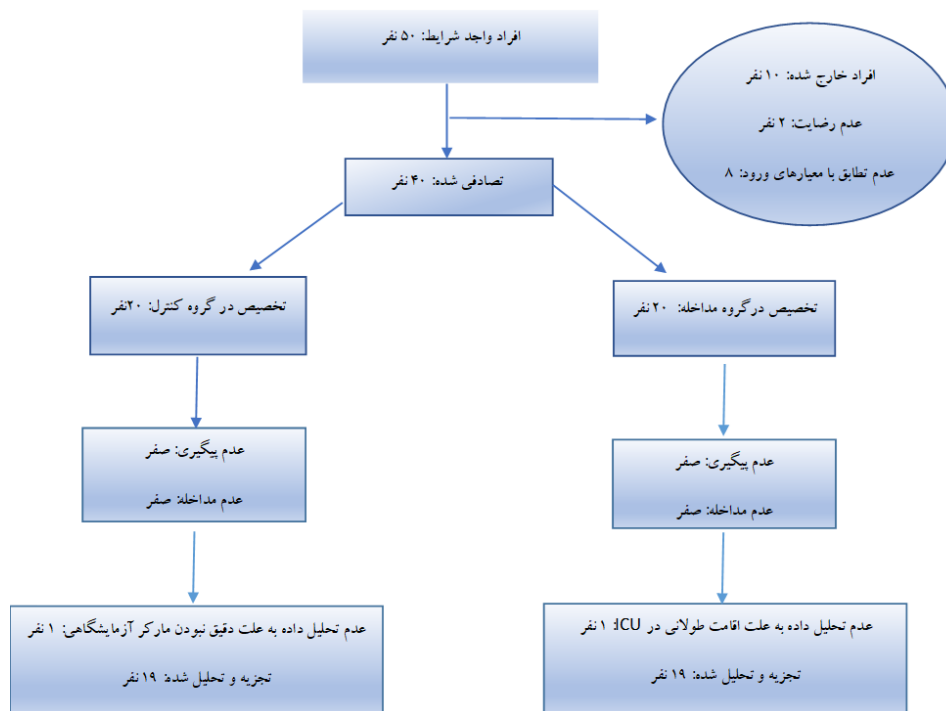 افراد واجد شرایط: ۵۰ نفر
افراد خارج شده: ۱۰ نفر
عدم رضایت: ۲ نفر
عدم تطابق با معیارهای ورود: ۸
تصادفی شده: ۴۰ نفر
تخصیص درگروه مداخله: ۲۰ نفر
تخصیص در گروه کنترل: ۲۰نفر
عدم پیگیری: صفر
عدم مداخله: صفر
عدم پیگیری: صفر
عدم مداخله: صفر
عدم تحلیل داده به علت اقامت طولانی در ICU: ۱ نفر
تجزیه و تحلیل شده: ۱۹ نفر
عدم تحلیل داده به علت دقیق نبودن مارکر آزمایشگاهی: ۱ نفر
تجزیه و تحلیل شده: ۱۹ نفر